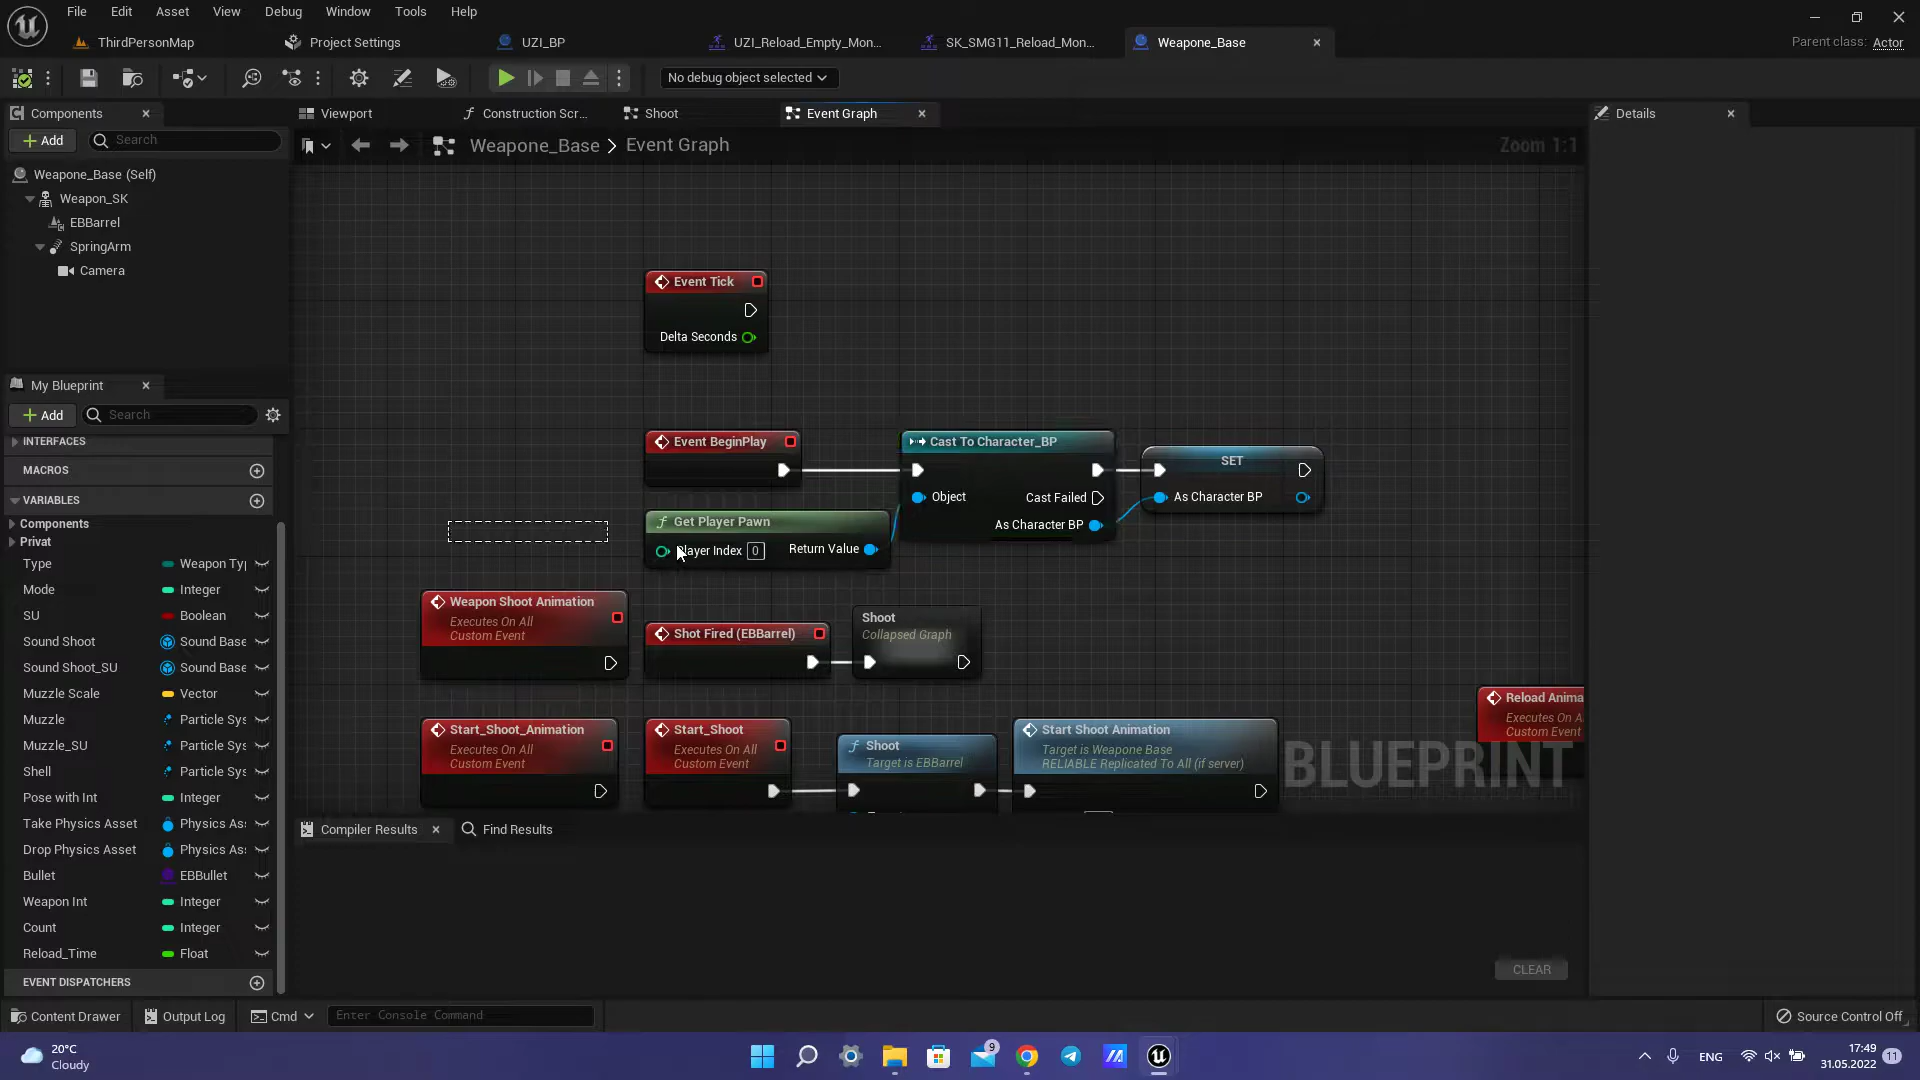 File Edit Asset View Debug Window Tools Help
ThirdPersonMap Project Settings UZI_BP UZI_Reload_Empty_Mon... SK_SMG11_Reload_Mon... Weapone_Base
Parent class: Actor
No debug object selected
Components
Add Search
Weapone_Base (Self)
Weapon_SK
EBBarrel
SpringArm
Camera
My Blueprint
Add Search
INTERFACES
MACROS
VARIABLES
Components
Privat
Type Weapon Ty
Mode Integer
SU Boolean
Sound Shoot Sound Base
Sound Shoot_SU Sound Base
Muzzle Scale Vector
Muzzle Particle Sys
Muzzle_SU Particle Sys
Shell Particle Sys
Pose with Int Integer
Take Physics Asset Physics As
Drop Physics Asset Physics As
Bullet EBBullet
Weapon Int Integer
Count Integer
Reload_Time Float
EVENT DISPATCHERS
Viewport Construction Scr... Shoot Event Graph
Weapone_Base > Event Graph
Zoom 1:1
Event Tick
Delta Seconds
Event BeginPlay
Cast To Character_BP
Object Cast Failed
As Character BP
SET
As Character BP
Get Player Pawn
Player Index 0 Return Value
Weapon Shoot Animation
Executes On All
Custom Event
Shot Fired (EBBarrel)
Shoot
Collapsed Graph
Start_Shoot_Animation
Executes On All
Custom Event
Start_Shoot
Executes On All
Custom Event
Shoot
Target is EBBarrel
Start Shoot Animation
Target is Weapone Base
RELIABLE Replicated To All (if server)
Reload Anima
Executes On A
Custom Event
BLUEPRINT
Compiler Results Find Results
CLEAR
Details
Content Drawer Output Log Cmd Enter Console Command
Source Control Off
20°C
Cloudy
9
ENG
17:49
31.05.2022
11